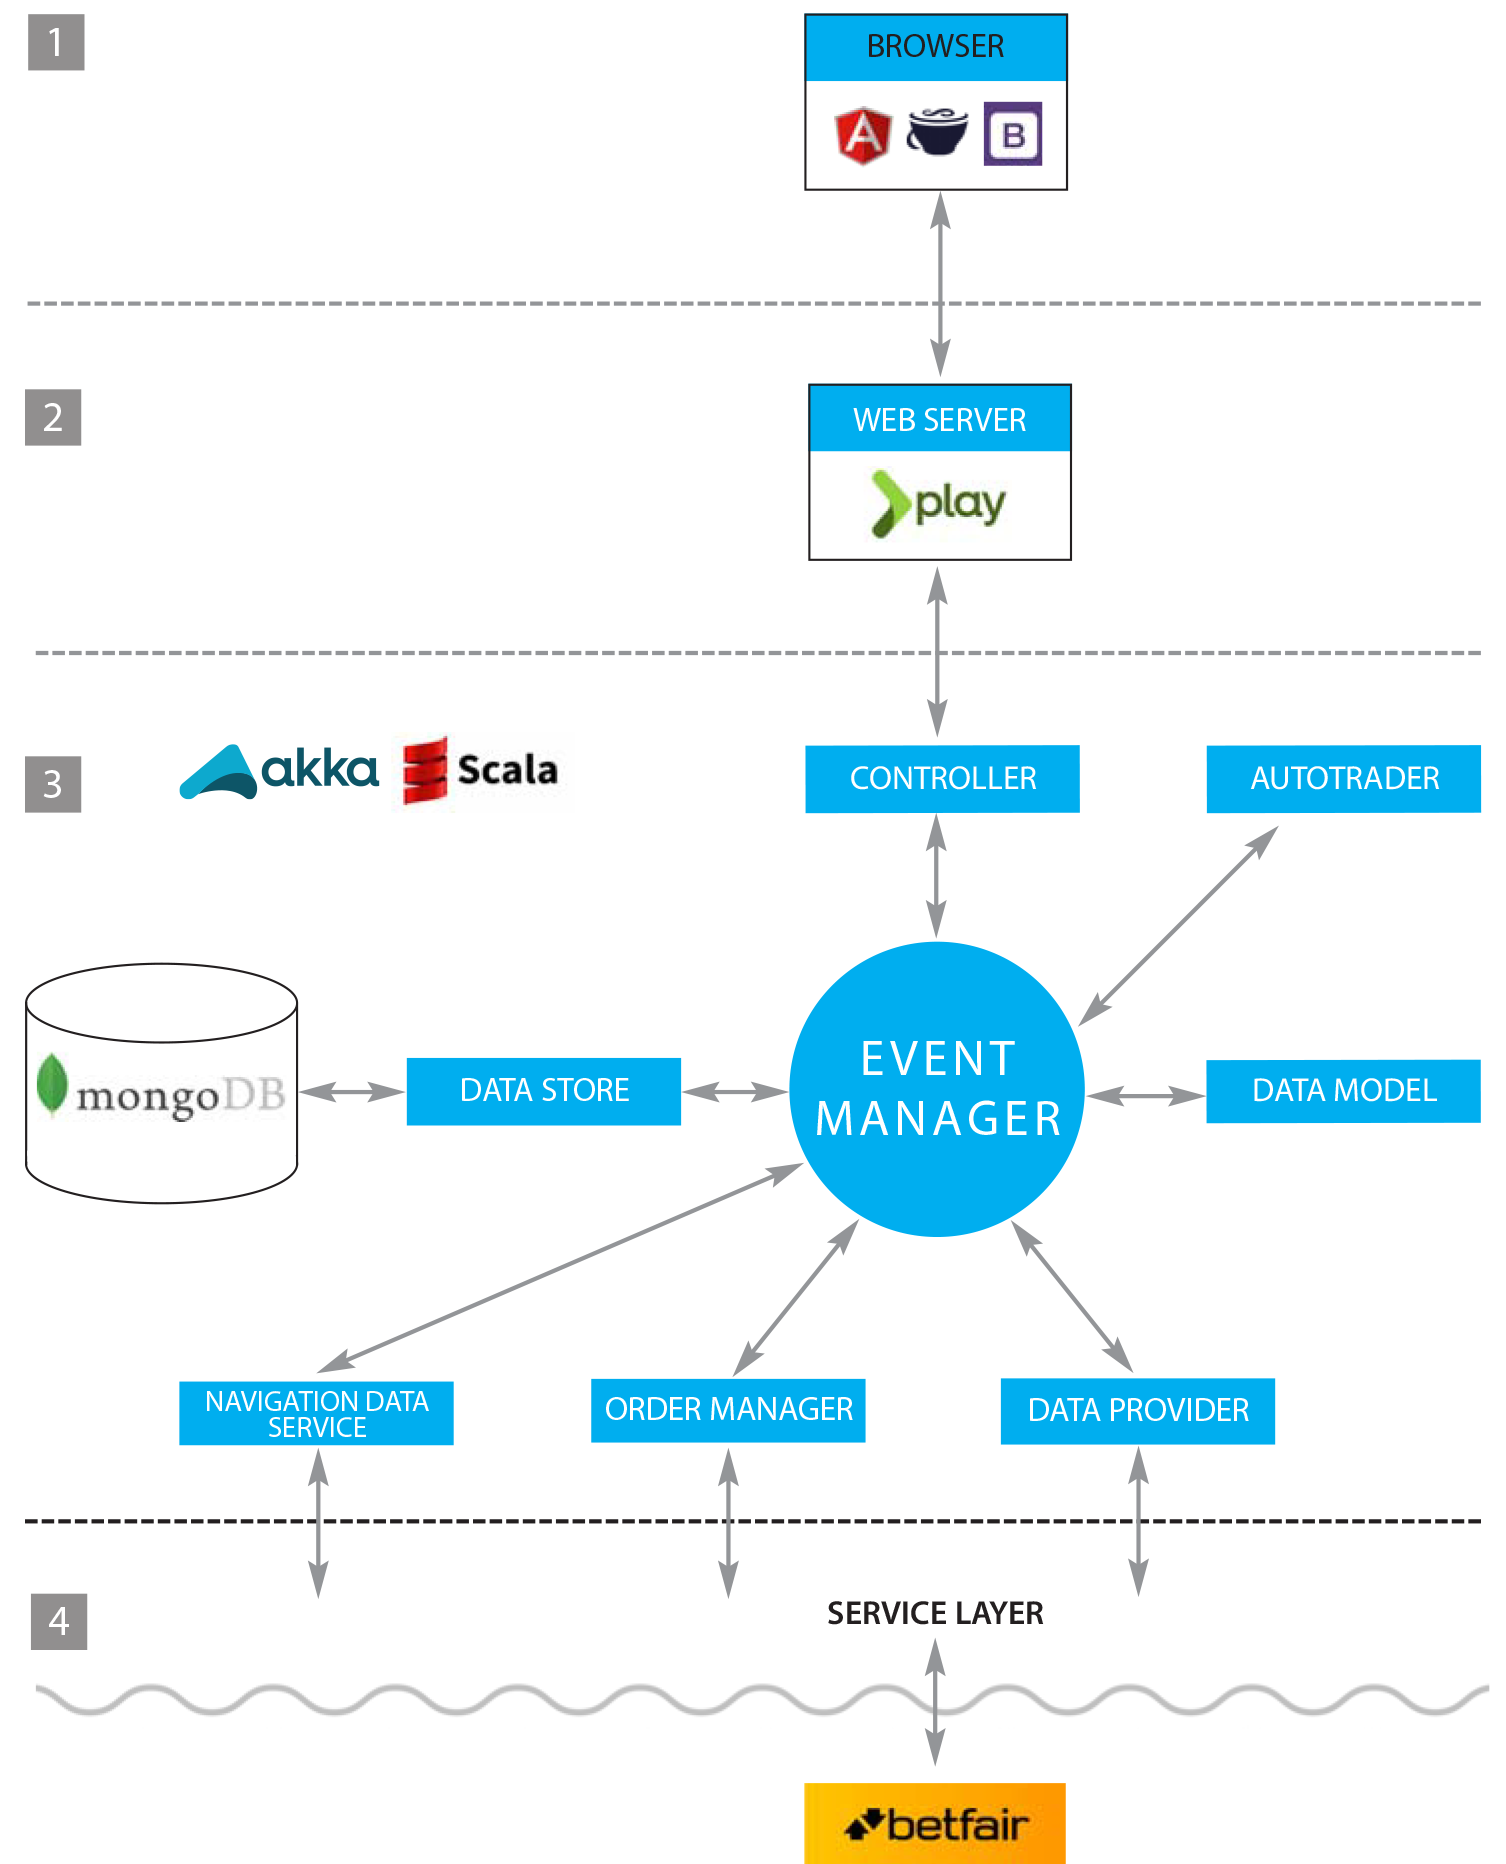 1
BROWSER
A
B
2
WEB SERVER
play
3
akka
Scala
CONTROLLER
AUTOTRADER
EVENT
MANAGER
mongoDB
DATA STORE
DATA MODEL
NAVIGATION DATA
SERVICE
ORDER MANAGER
DATA PROVIDER
4
SERVICE LAYER
betfair